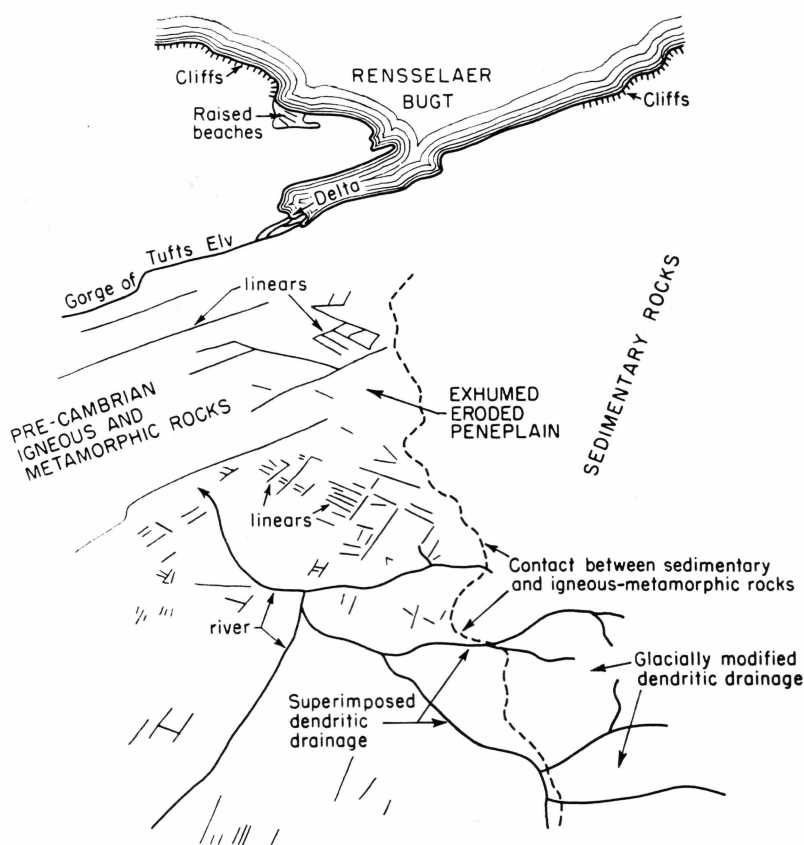 RENSSELAER
BUGT
Cliffs
Cliffs
Raised
beaches
Delta
Gorge of Tufts Elv
linears
PRE-CAMBRIAN
IGNEOUS AND
METAMORPHIC ROCKS
EXHUMED
ERODED
PENEPLAIN
SEDIMENTARY ROCKS
linears
Contact between sedimentary
and igneous-metamorphic rocks
river
Glacially modified
dendritic drainage
Superimposed
dendritic
drainage